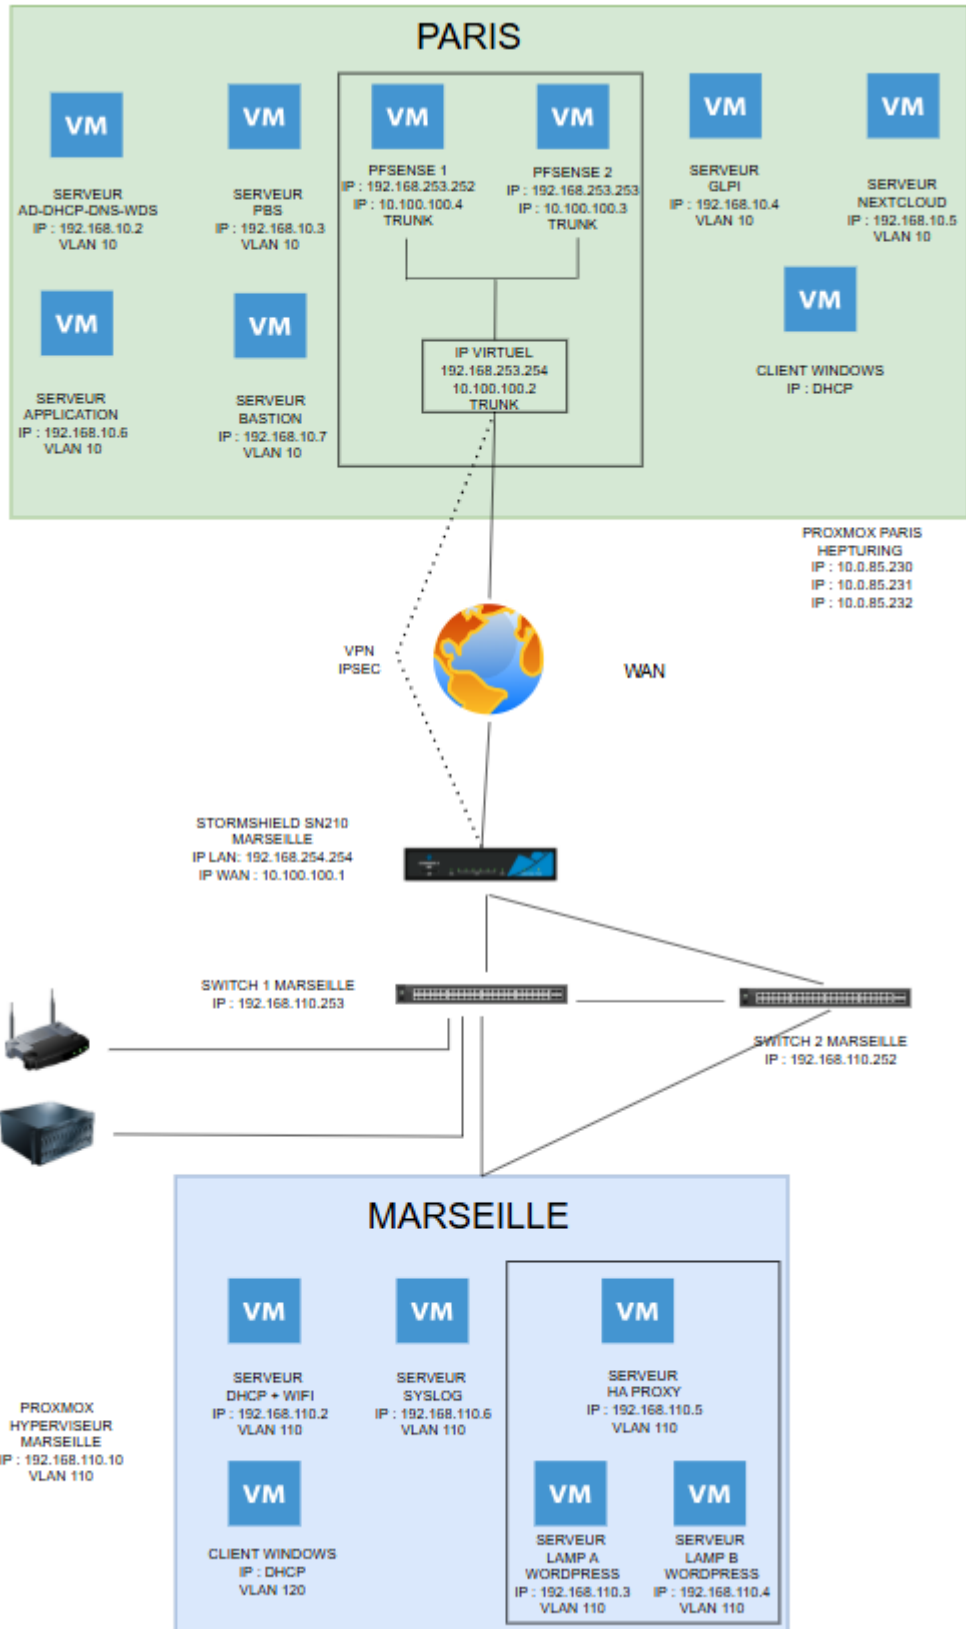 PARIS
VM
SERVEUR
AD-DHCP-DNS-WDS
IP : 192.168.10.2
VLAN 10
VM
SERVEUR
PBS
IP : 192.168.10.3
VLAN 10
VM
PFSENSE 1
IP : 192.168.253.252
IP : 10.100.100.4
TRUNK
VM
PFSENSE 2
IP : 192.168.253.253
IP : 10.100.100.3
TRUNK
VM
SERVEUR
GLPI
IP : 192.168.10.4
VLAN 10
VM
SERVEUR
NEXTCLOUD
IP : 192.168.10.5
VLAN 10
VM
SERVEUR
APPLICATION
IP : 192.168.10.6
VLAN 10
VM
SERVEUR
BASTION
IP : 192.168.10.7
VLAN 10
IP VIRTUEL
192.168.253.254
10.100.100.2
TRUNK
VM
CLIENT WINDOWS
IP : DHCP
PROXMOX PARIS
HEPTURING
IP : 10.0.85.230
IP : 10.0.85.231
IP : 10.0.85.232
VPN
IPSEC
WAN
STORMSHIELD SN210
MARSEILLE
IP LAN: 192.168.254.254
IP WAN : 10.100.100.1
SWITCH 1 MARSEILLE
IP : 192.168.110.253
SWITCH 2 MARSEILLE
IP : 192.168.110.252
MARSEILLE
VM
SERVEUR
DHCP + WIFI
IP : 192.168.110.2
VLAN 110
VM
SERVEUR
SYSLOG
IP : 192.168.110.6
VLAN 110
VM
SERVEUR
HA PROXY
IP : 192.168.110.5
VLAN 110
PROXMOX
HYPERVISEUR
MARSEILLE
IP : 192.168.110.10
VLAN 110
VM
CLIENT WINDOWS
IP : DHCP
VLAN 120
VM
SERVEUR
LAMP A
WORDPRESS
IP : 192.168.110.3
VLAN 110
VM
SERVEUR
LAMP B
WORDPRESS
IP : 192.168.110.4
VLAN 110